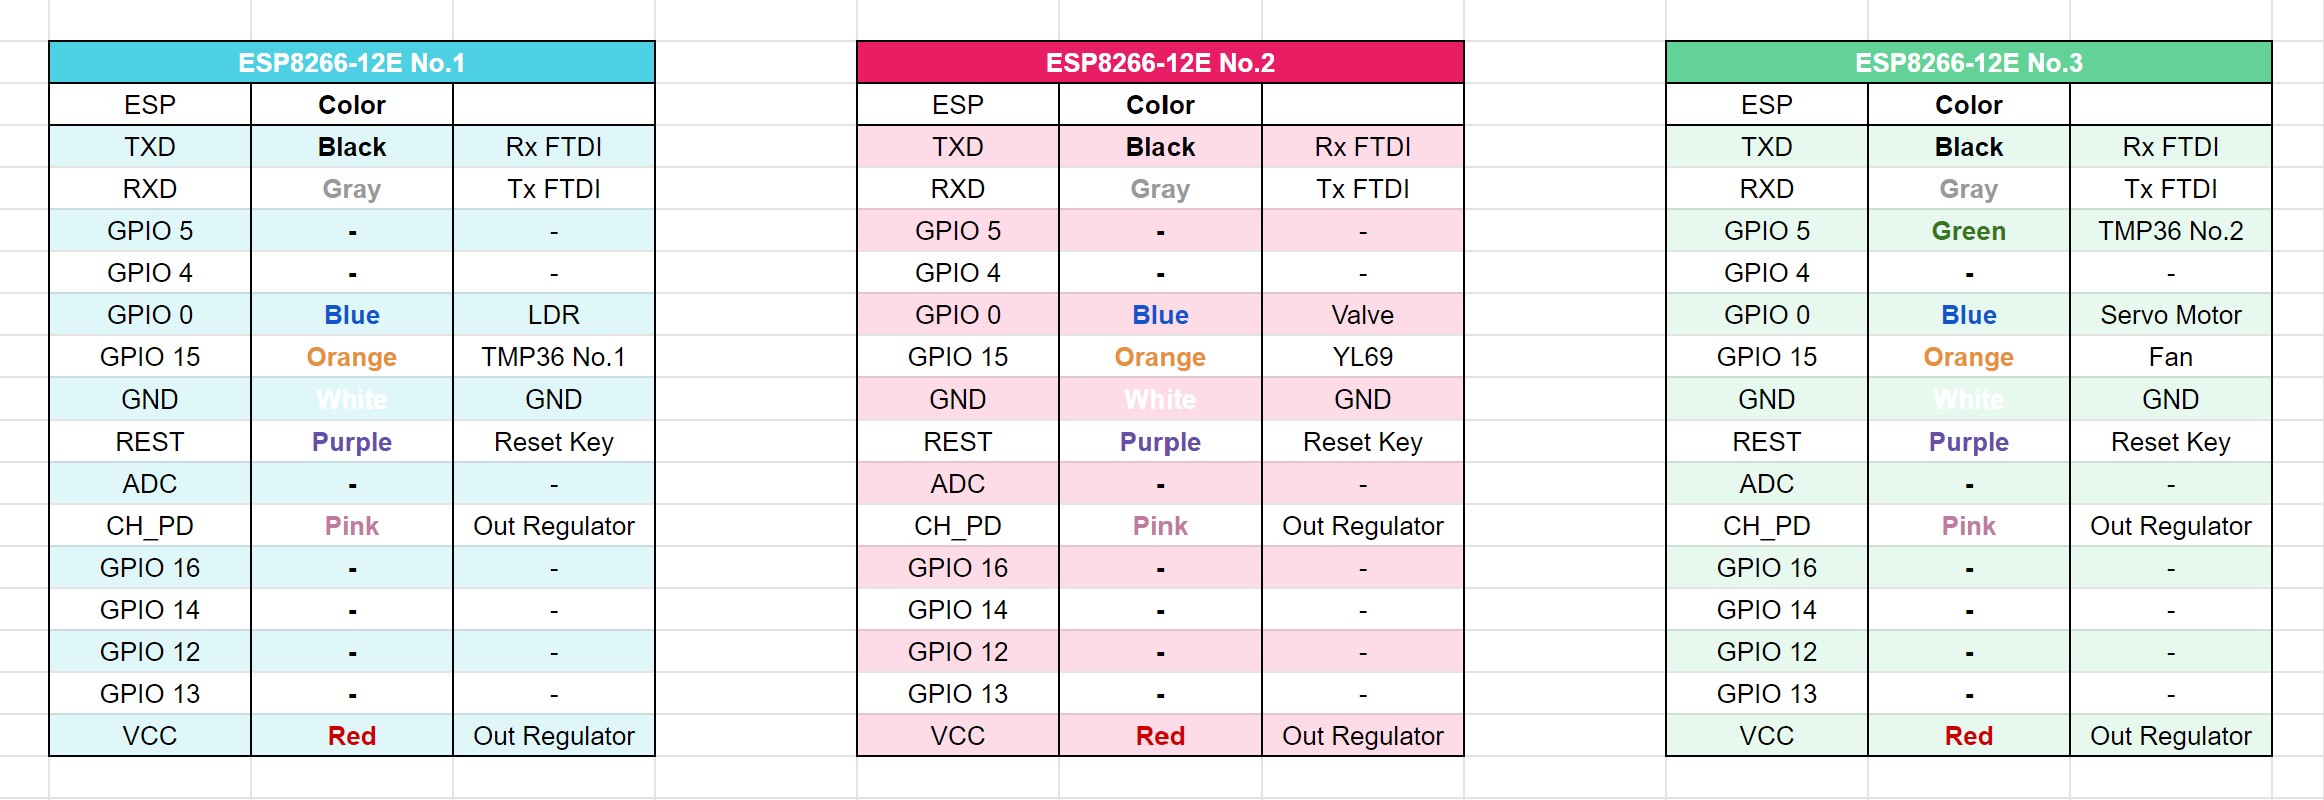 ESP8266-12E No.1
ESP Color
TXD Black Rx FTDI
RXD Gray Tx FTDI
GPIO 5 - -
GPIO 4 - -
GPIO 0 Blue LDR
GPIO 15 Orange TMP36 No.1
GND White GND
REST Purple Reset Key
ADC - -
CH_PD Pink Out Regulator
GPIO 16 - -
GPIO 14 - -
GPIO 12 - -
GPIO 13 - -
VCC Red Out Regulator
ESP8266-12E No.2
ESP Color
TXD Black Rx FTDI
RXD Gray Tx FTDI
GPIO 5 - -
GPIO 4 - -
GPIO 0 Blue Valve
GPIO 15 Orange YL69
GND White GND
REST Purple Reset Key
ADC - -
CH_PD Pink Out Regulator
GPIO 16 - -
GPIO 14 - -
GPIO 12 - -
GPIO 13 - -
VCC Red Out Regulator
ESP8266-12E No.3
ESP Color
TXD Black Rx FTDI
RXD Gray Tx FTDI
GPIO 5 Green TMP36 No.2
GPIO 4 - -
GPIO 0 Blue Servo Motor
GPIO 15 Orange Fan
GND White GND
REST Purple Reset Key
ADC - -
CH_PD Pink Out Regulator
GPIO 16 - -
GPIO 14 - -
GPIO 12 - -
GPIO 13 - -
VCC Red Out Regulator